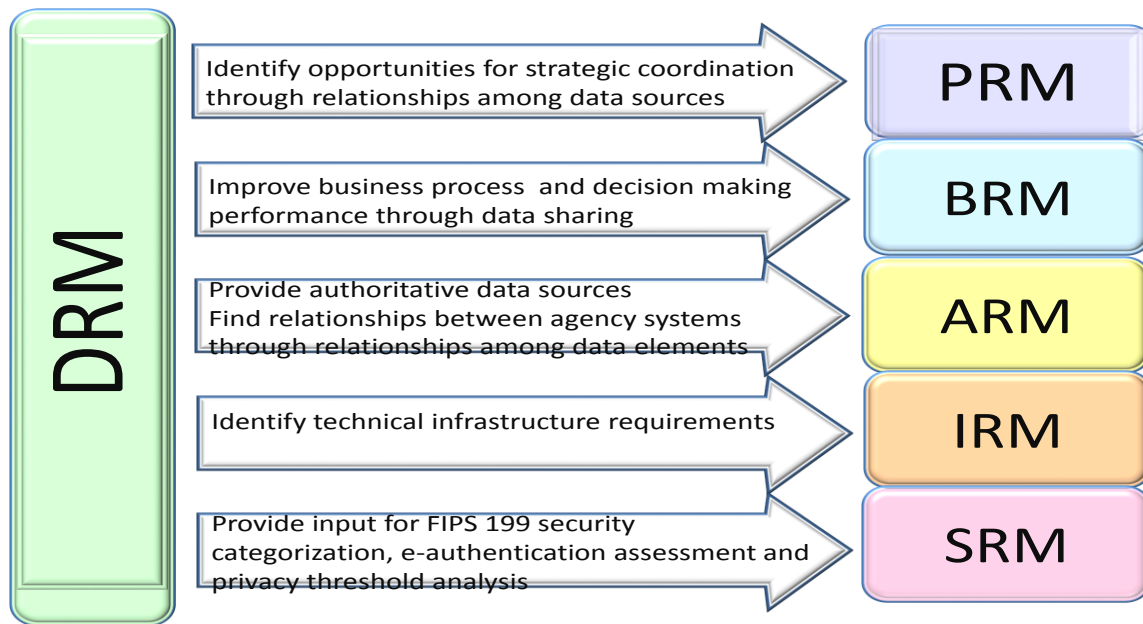 DRM
Identify opportunities for strategic coordination
through relationships among data sources
PRM
Improve business process  and decision making
performance through data sharing
BRM
Provide authoritative data sources
Find relationships between agency systems
through relationships among data elements
ARM
Identify technical infrastructure requirements
IRM
Provide input for FIPS 199 security
categorization, e-authentication assessment and
privacy threshold analysis
SRM